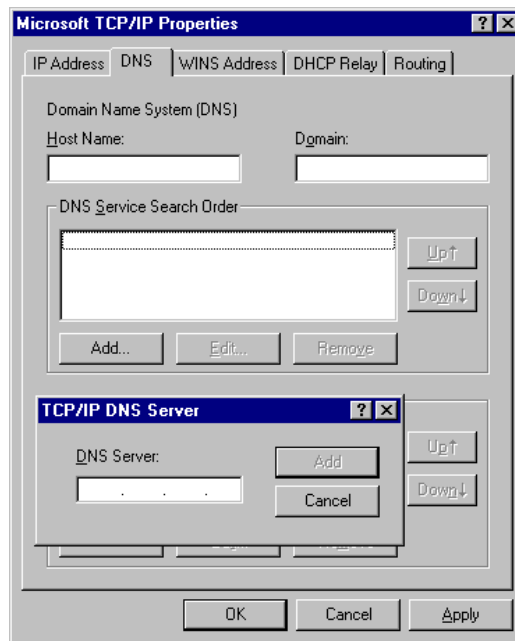 Microsoft TCP/IP Properties
IP Address DNS WINS Address DHCP Relay Routing
Domain Name System (DNS)
Host Name: Domain:
DNS Service Search Order
Up↑
Down↓
Add... Edit... Remove
TCP/IP DNS Server
DNS Server:
Add
. . .
Cancel
Up↑
Down↓
OK Cancel Apply